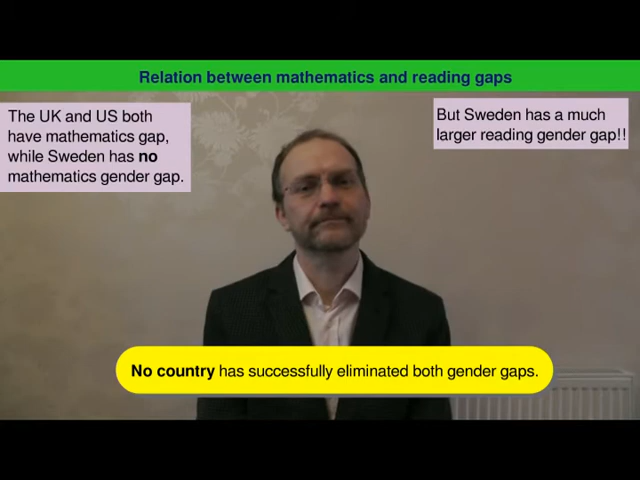 Relation between mathematics and reading gaps
The UK and US both
have mathematics gap,
while Sweden has no
mathematics gender gap.
But Sweden has a much
larger reading gender gap!!
No country has successfully eliminated both gender gaps.